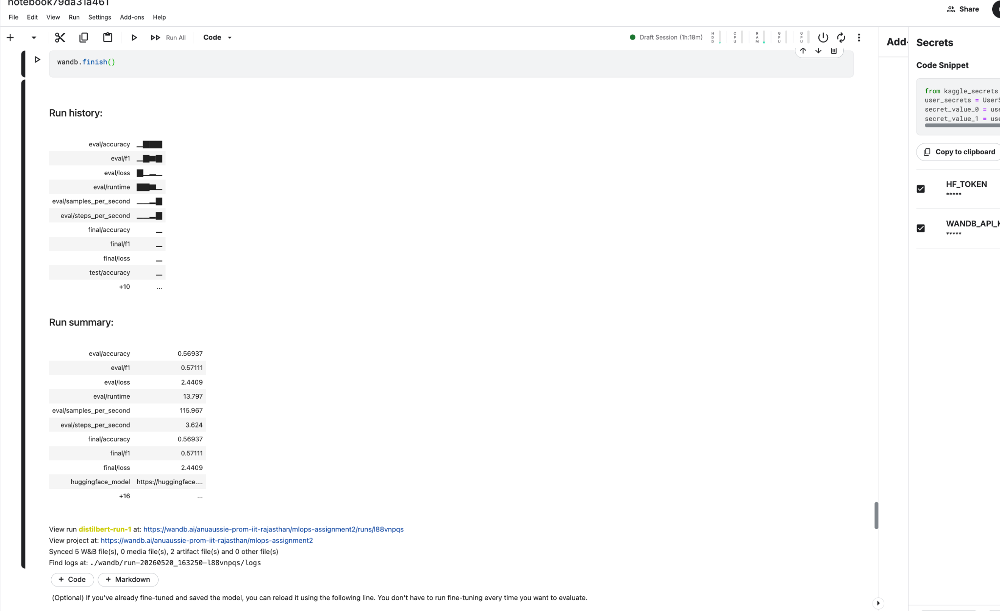 notebook79da31a461
File Edit View Run Settings Add-ons Help
Share
Run All Code
Draft Session (1h:18m) HDD CPU RAM GPU GPU
wandb.finish()
Run history:
eval/accuracy
eval/f1
eval/loss
eval/runtime
eval/samples_per_second
eval/steps_per_second
final/accuracy
final/f1
final/loss
test/accuracy
+10 ...
Run summary:
eval/accuracy 0.56937
eval/f1 0.57111
eval/loss 2.4409
eval/runtime 13.797
eval/samples_per_second 115.967
eval/steps_per_second 3.624
final/accuracy 0.56937
final/f1 0.57111
final/loss 2.4409
huggingface_model https://huggingface....
+16 ...
View run distilbert-run-1 at: https://wandb.ai/anuaussie-prom-iit-rajasthan/mlops-assignment2/runs/l88vnpqs
View project at: https://wandb.ai/anuaussie-prom-iit-rajasthan/mlops-assignment2
Synced 5 W&B file(s), 0 media file(s), 2 artifact file(s) and 0 other file(s)
Find logs at: ./wandb/run-20260520_163250-l88vnpqs/logs
+ Code + Markdown
(Optional) If you've already fine-tuned and saved the model, you can reload it using the following line. You don't have to run fine-tuning every time you want to evaluate.
Add-
Secrets
Code Snippet
from kaggle_secrets
user_secrets = UserS
secret_value_0 = use
secret_value_1 = use
Copy to clipboard
HF_TOKEN
*****
WANDB_API_K
*****